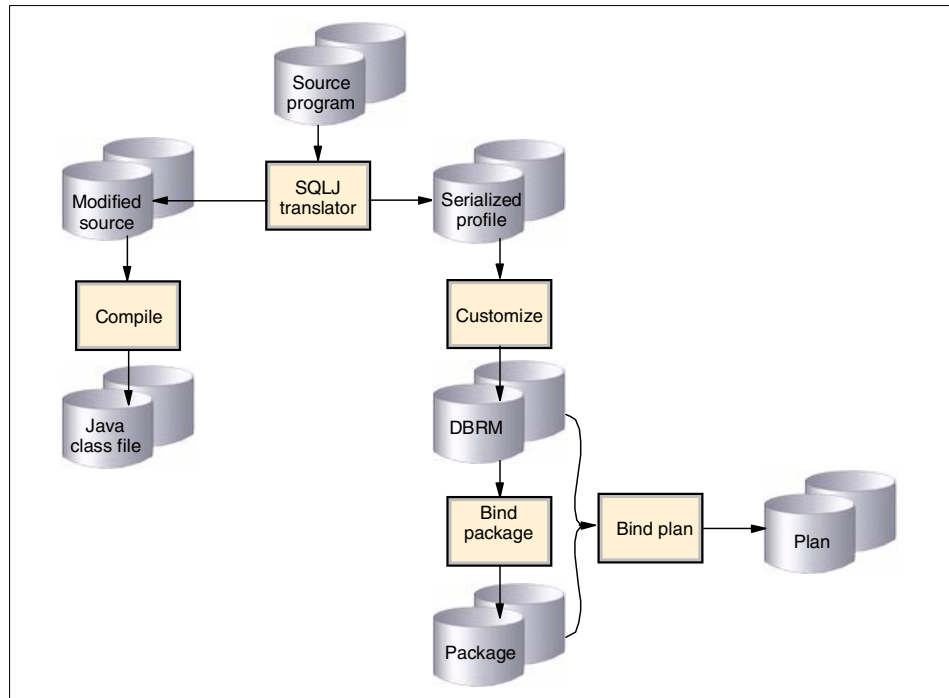 Source
program
SQLJ
translator
Modified
source
Serialized
profile
Compile
Customize
Java
class file
DBRM
Bind
package
Bind plan
Plan
Package